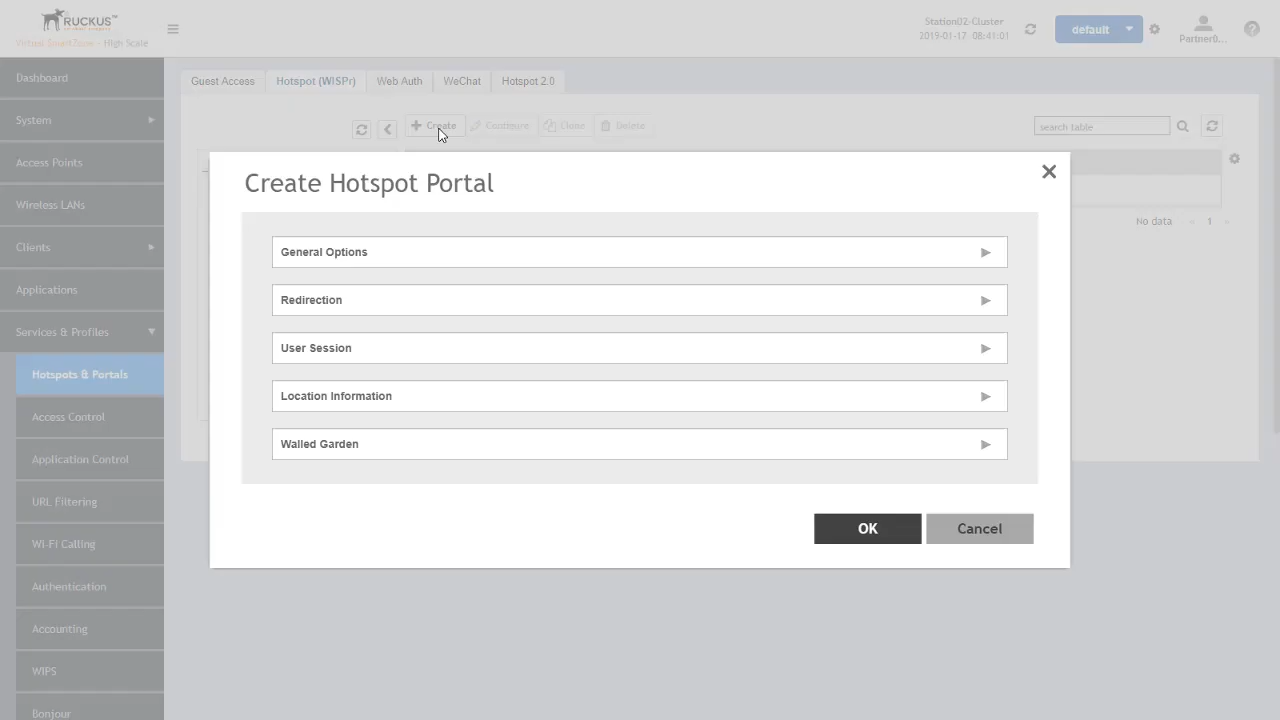 RUCKUS™
Virtual SmartZone - High Scale
Station02-Cluster
2019-01-17 08:41:01
default
Partner0...
Dashboard
System
Access Points
Wireless LANs
Clients
Applications
Services & Profiles
Hotspots & Portals
Access Control
Application Control
URL Filtering
Wi-Fi Calling
Authentication
Accounting
WIPS
Bonjour
Guest Access
Hotspot (WISPr)
Web Auth
WeChat
Hotspot 2.0
Create
Configure
Clone
Delete
search table
No data
1
Create Hotspot Portal
General Options
Redirection
User Session
Location Information
Walled Garden
OK
Cancel